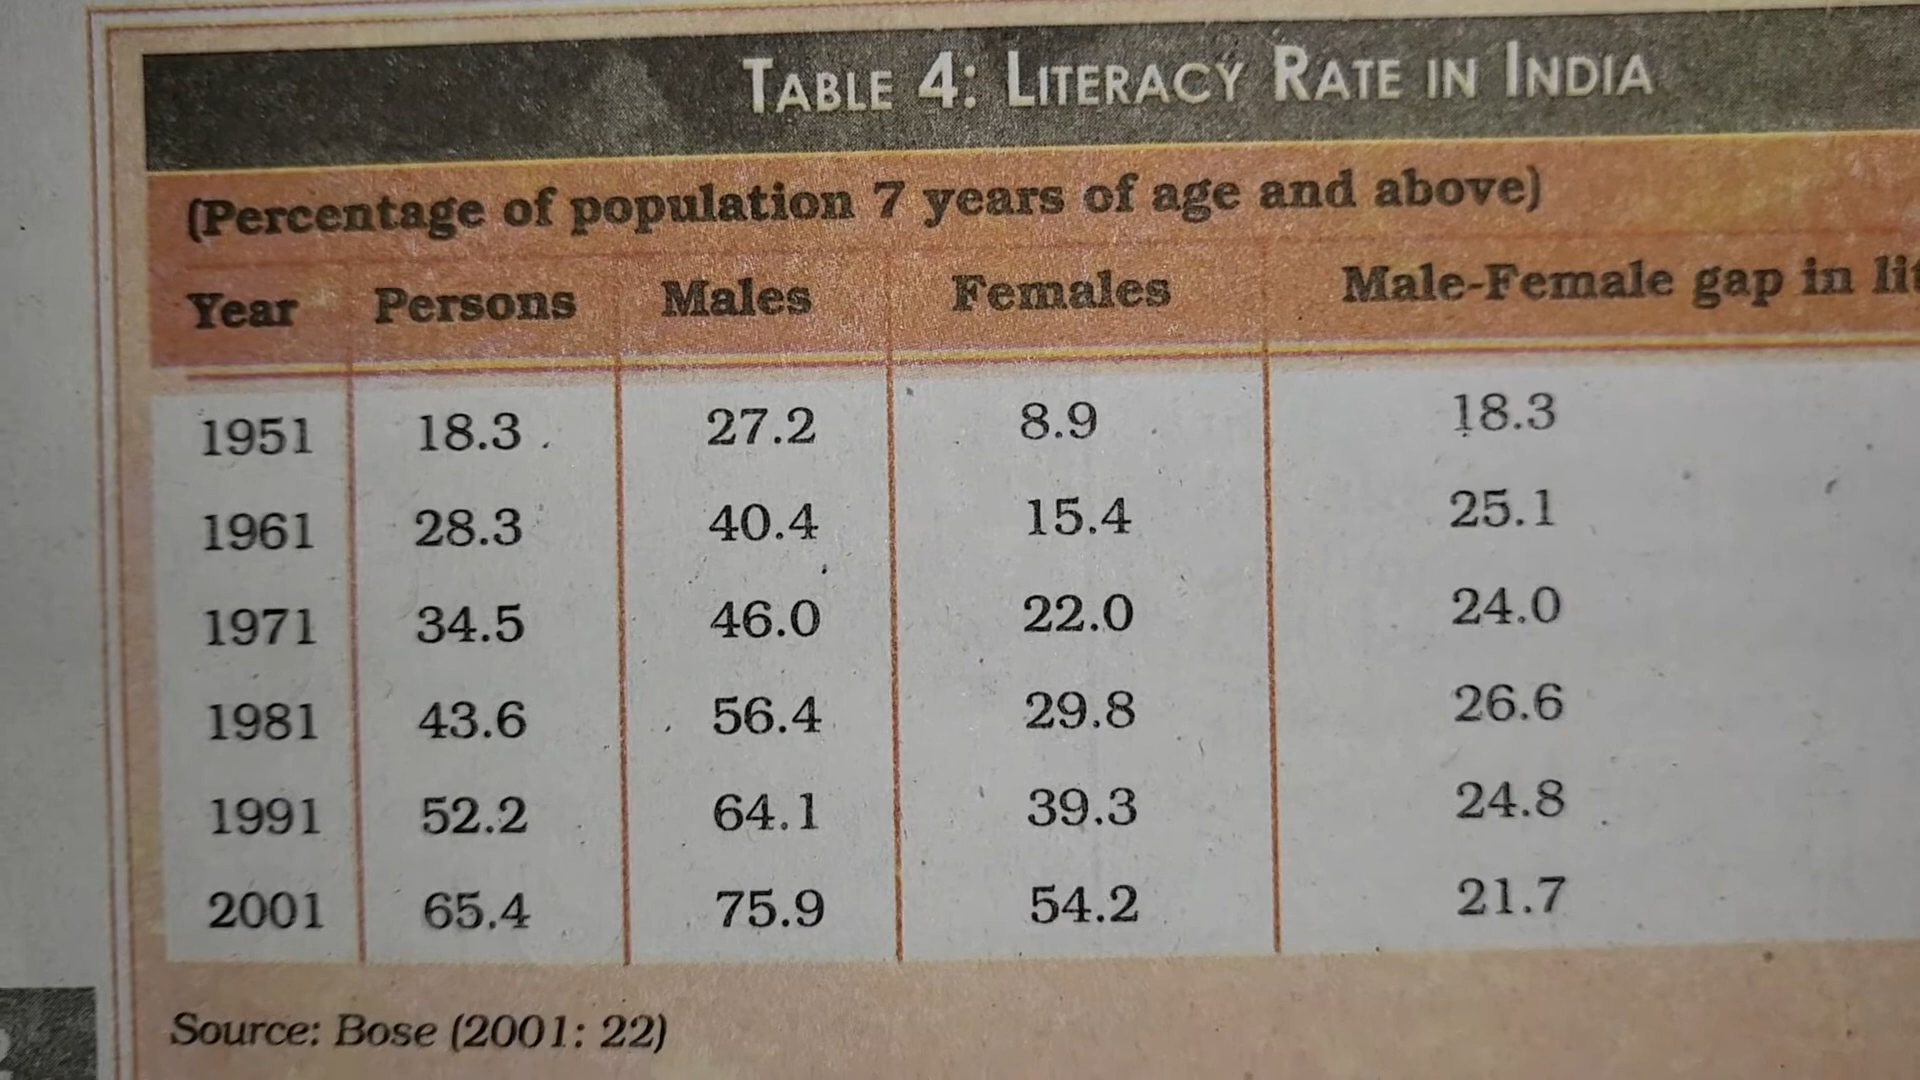 TABLE 4: LITERACY RATE IN INDIA
(Percentage of population 7 years of age and above)
Year Persons Males Females Male-Female gap in lit
1951 18.3 27.2 8.9 18.3
1961 28.3 40.4 15.4 25.1
1971 34.5 46.0 22.0 24.0
1981 43.6 56.4 29.8 26.6
1991 52.2 64.1 39.3 24.8
2001 65.4 75.9 54.2 21.7
Source: Bose (2001: 22)